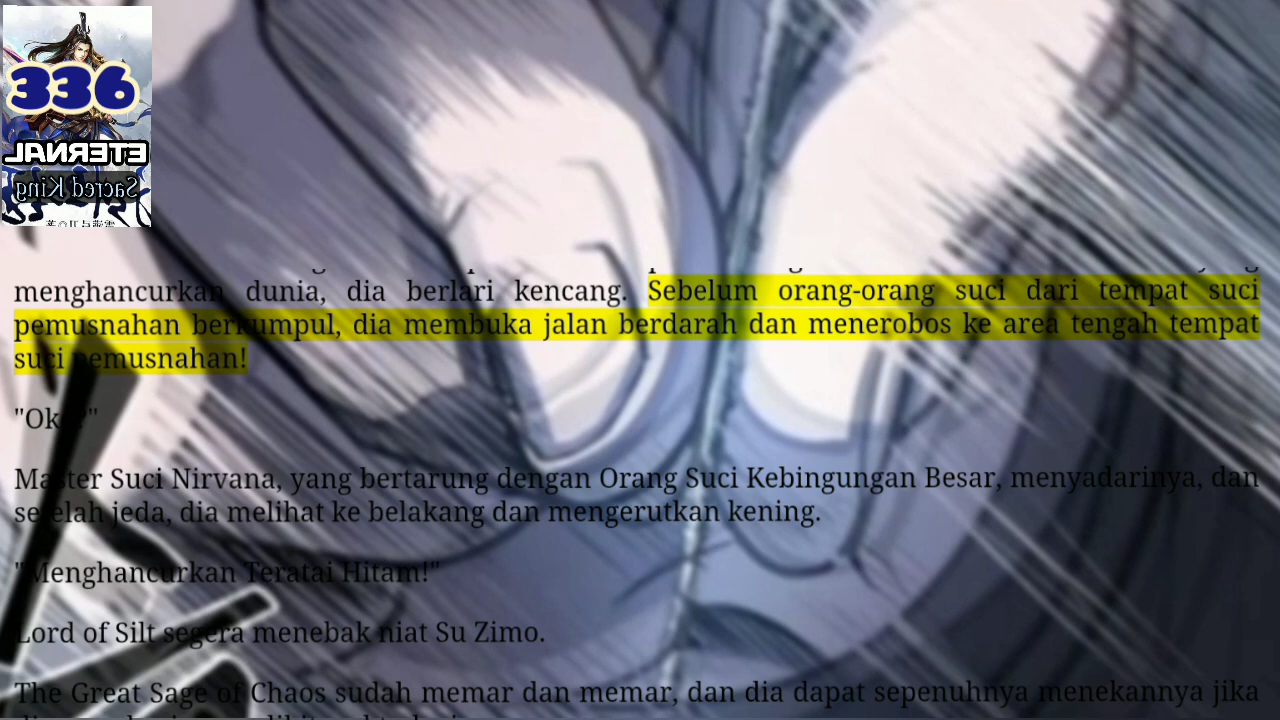 336
ETERNAL
Sacred King
menghancurkan dunia, dia berlari kencang. Sebelum orang-orang suci dari tempat suci
pemusnahan berkumpul, dia membuka jalan berdarah dan menerobos ke area tengah tempat
suci pemusnahan!
Master Suci Nirvana, yang bertarung dengan Orang Suci Kebingungan Besar, menyadarinya, dan
setelah jeda, dia melihat ke belakang dan mengerutkan kening.
"Menghancurkan Teratai Hitam!"
Lord of Silt segera menebak niat Su Zimo.
The Great Sage of Chaos sudah memar dan memar, dan dia dapat sepenuhnya menekannya jika